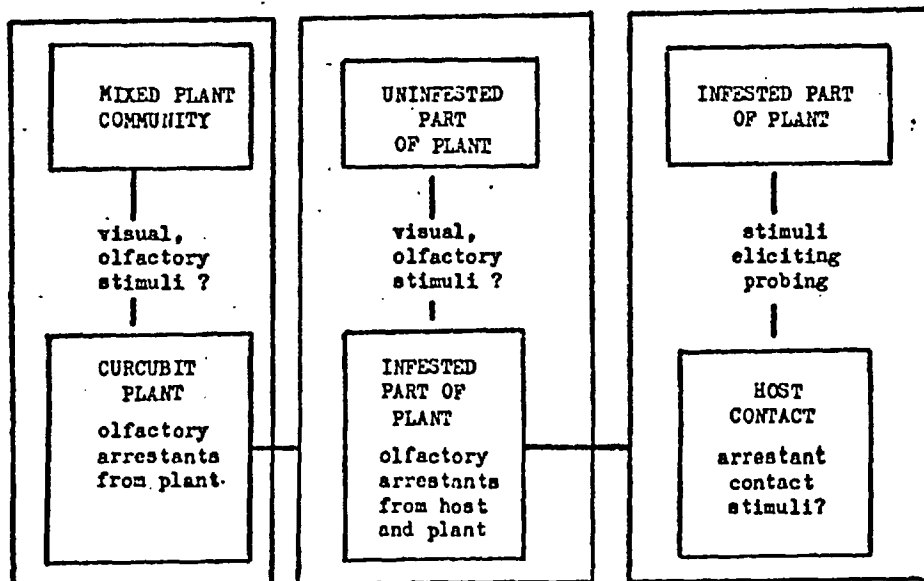 MIXED PLANT
COMMUNITY
visual,
olfactory
stimuli ?
CURCUBIT
PLANT
olfactory
arrestants
from plant.
UNINFESTED
PART
OF PLANT
visual,
olfactory
stimuli ?
INFESTED
PART OF
PLANT
olfactory
arrestants
from host
and plant
INFESTED PART
OF PLANT
stimuli
eliciting
probing
HOST
CONTACT
arrestant
contact
stimuli?